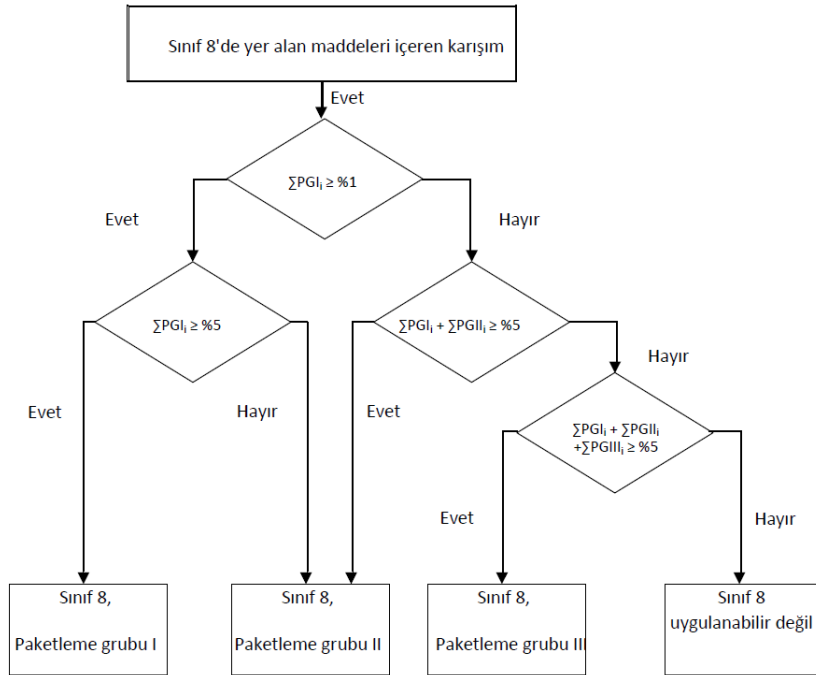 Sınıf 8'de yer alan maddeleri içeren karışım
Evet
∑PGIᵢ ≥ %1
Evet
Hayır
∑PGIᵢ ≥ %5
∑PGIᵢ + ∑PGIIᵢ ≥ %5
Hayır
Evet
Hayır
Evet
∑PGIᵢ + ∑PGIIᵢ
+∑PGIIIᵢ ≥ %5
Evet
Hayır
Sınıf 8,
Paketleme grubu I
Sınıf 8,
Paketleme grubu II
Sınıf 8,
Paketleme grubu III
Sınıf 8
uygulanabilir değil